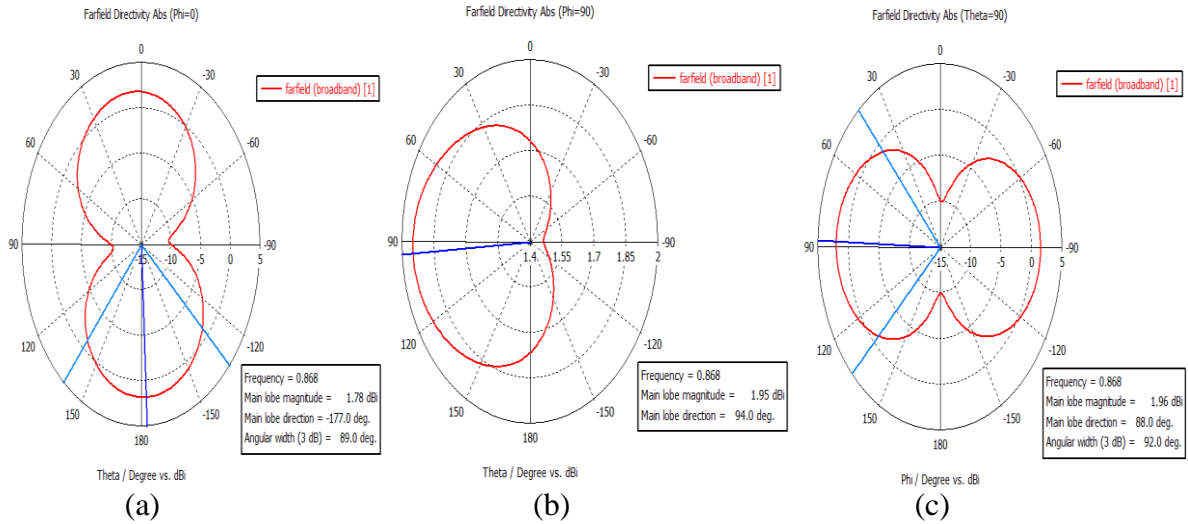 Farfield Directivity Abs (Phi=0)
0
30
-30
farfield (broadband) [1]
60
-60
90
-15
-10
-5
0
5
-90
120
-120
150
-150
180
Frequency = 0.868
Main lobe magnitude = 1.78 dBi
Main lobe direction = -177.0 deg.
Angular width (3 dB) = 89.0 deg.
Theta / Degree vs. dBi
(a)
Farfield Directivity Abs (Phi=90)
0
30
-30
farfield (broadband) [1]
60
-60
90
1.4
1.55
1.7
1.85
2
-90
120
-120
150
-150
180
Frequency = 0.868
Main lobe magnitude = 1.95 dBi
Main lobe direction = 94.0 deg.
Theta / Degree vs. dBi
(b)
Farfield Directivity Abs (Theta=90)
0
30
-30
farfield (broadband) [1]
60
-60
90
-15
-10
-5
0
5
-90
120
-120
150
-150
180
Frequency = 0.868
Main lobe magnitude = 1.96 dBi
Main lobe direction = 88.0 deg.
Angular width (3 dB) = 92.0 deg.
Phi / Degree vs. dBi
(c)